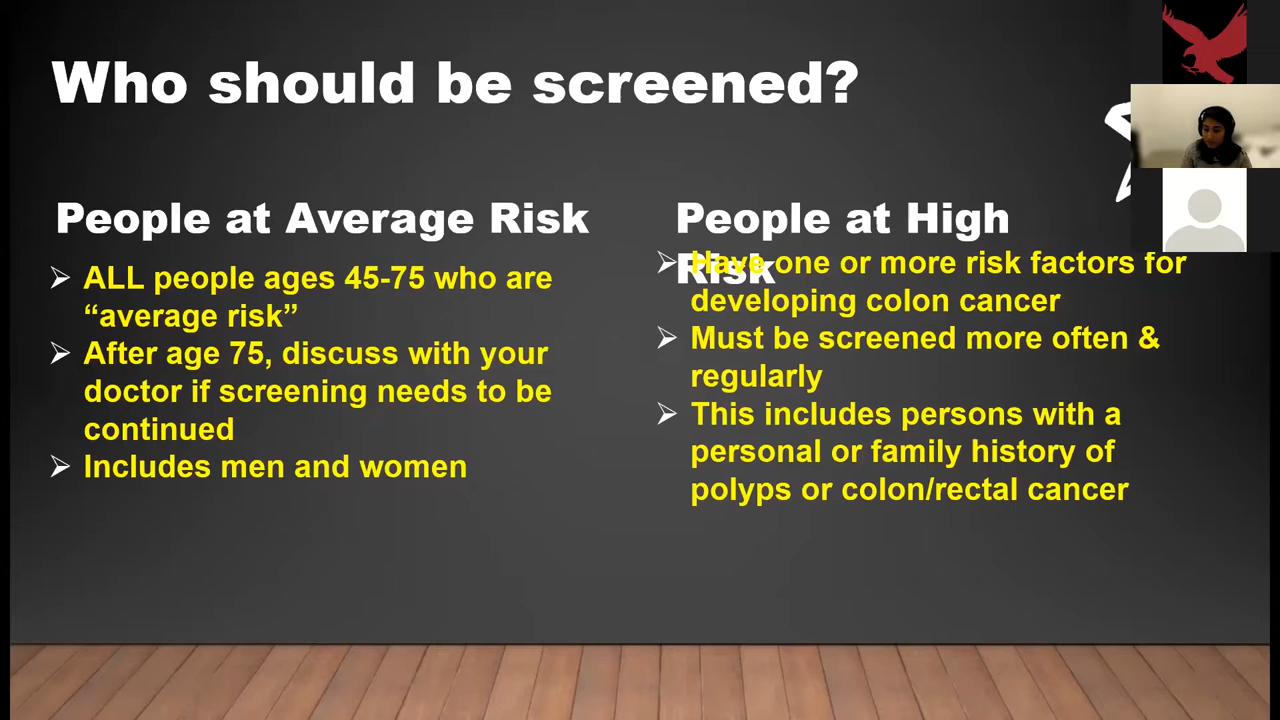 Who should be screened?
People at Average Risk
ALL people ages 45-75 who are
“average risk”
After age 75, discuss with your
doctor if screening needs to be
continued
Includes men and women
People at High
Risk
Have one or more risk factors for
developing colon cancer
Must be screened more often &
regularly
This includes persons with a
personal or family history of
polyps or colon/rectal cancer